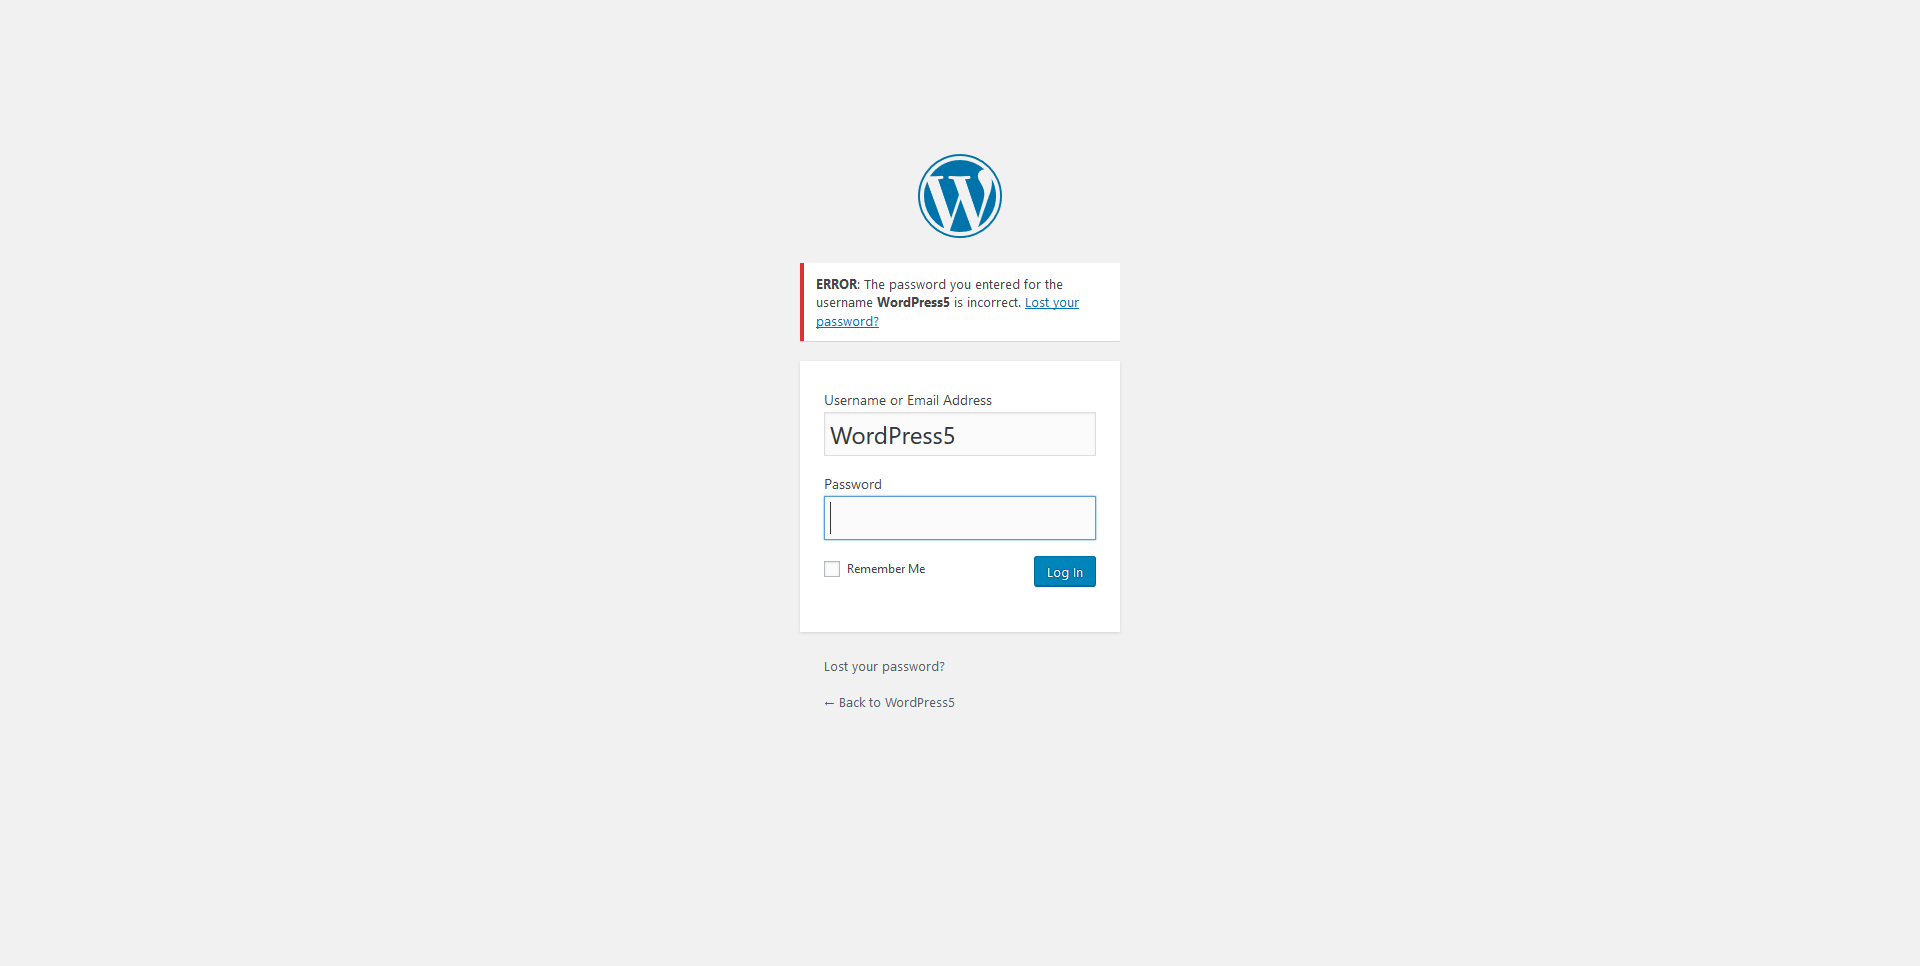 ERROR: The password you entered for the
username WordPress5 is incorrect. Lost your
password?
Username or Email Address
WordPress5
Password
Remember Me
Log In
Lost your password?
← Back to WordPress5